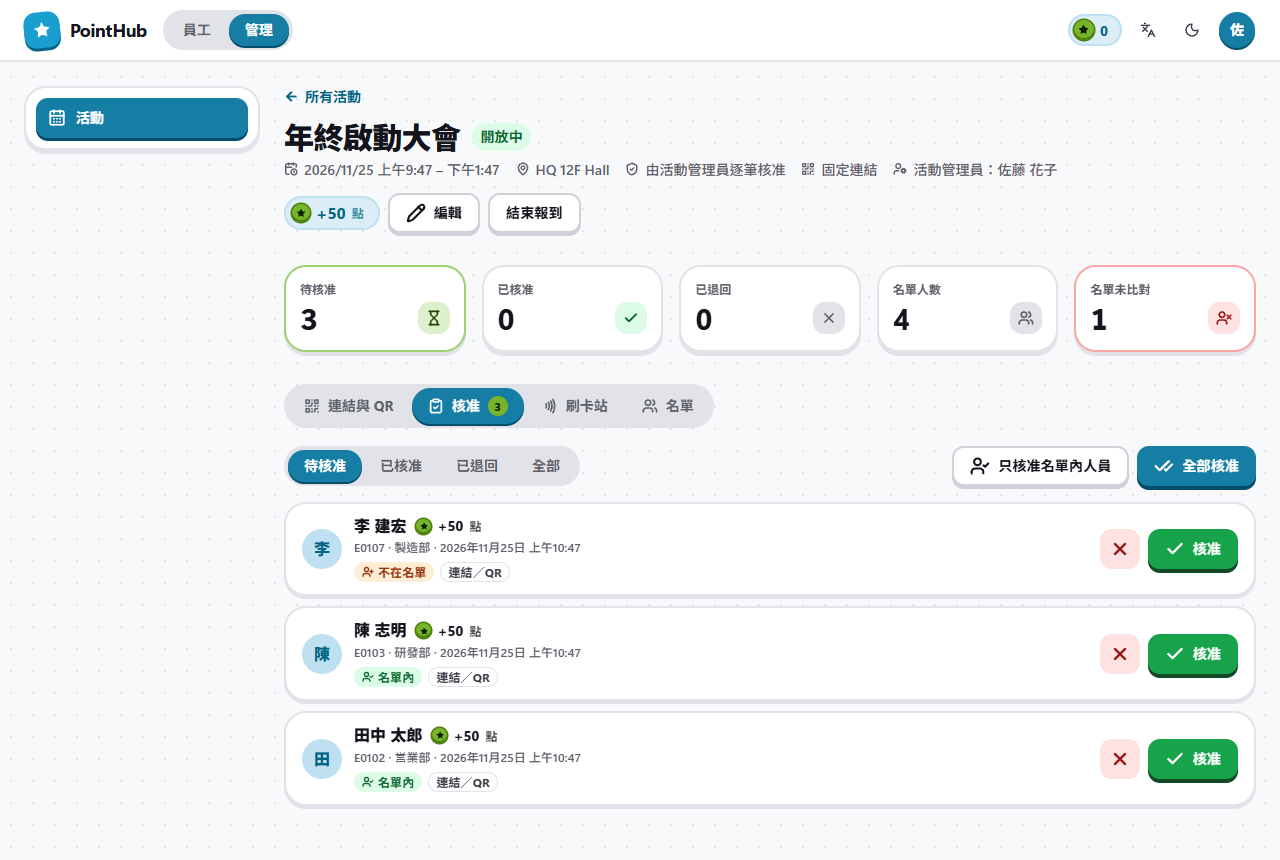 PointHub
員工
管理
0
佐
活動
所有活動
年終啟動大會
開放中
2026/11/25 上午9:47 – 下午1:47
HQ 12F Hall
由活動管理員逐筆核准
固定連結
活動管理員：佐藤 花子
+50 點
編輯
結束報到
待核准
3
已核准
0
已退回
0
名單人數
4
名單未比對
1
連結與 QR
核准 3
刷卡站
名單
待核准
已核准
已退回
全部
只核准名單內人員
全部核准
李
李 建宏 +50 點
E0107 · 製造部 · 2026年11月25日 上午10:47
不在名單
連結／QR
核准
陳
陳 志明 +50 點
E0103 · 研發部 · 2026年11月25日 上午10:47
名單內
連結／QR
核准
田
田中 太郎 +50 點
E0102 · 営業部 · 2026年11月25日 上午10:47
名單內
連結／QR
核准